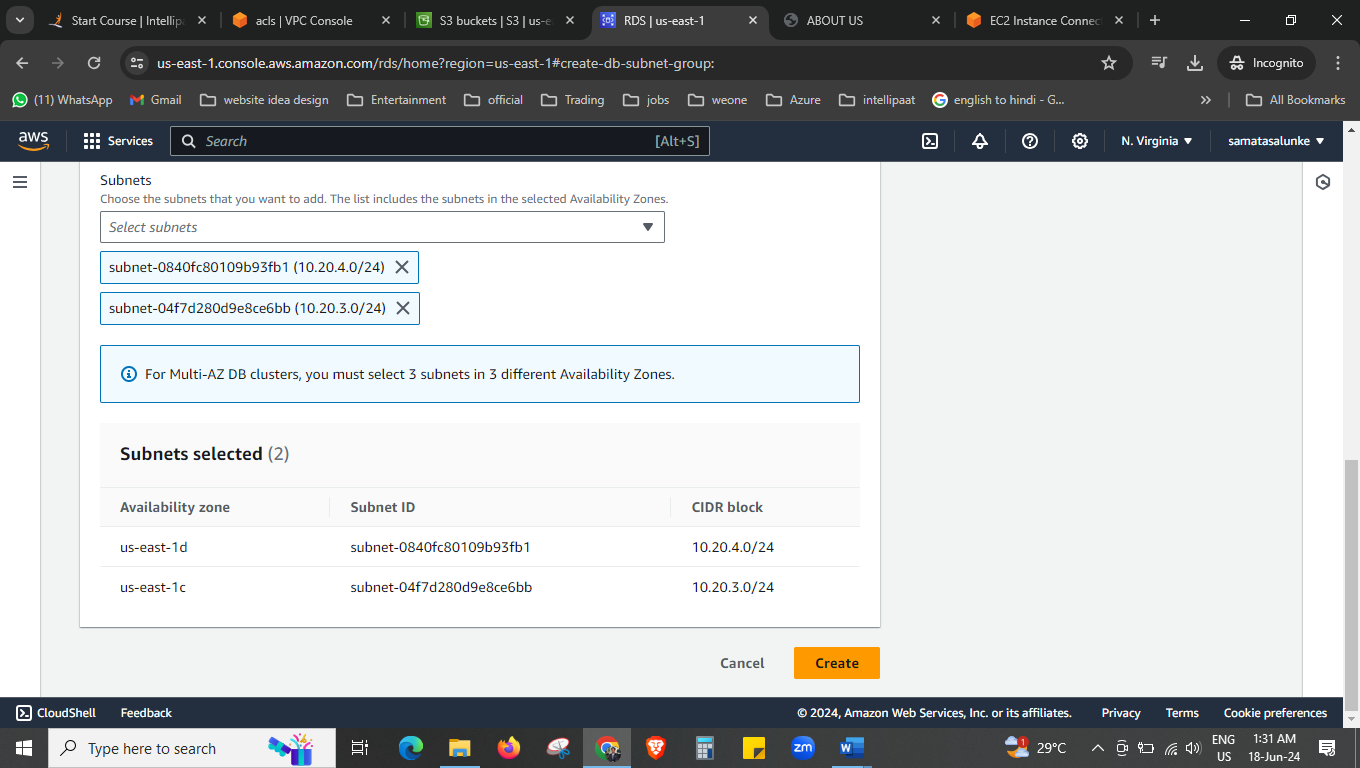 Start Course | Intellipa
acls | VPC Console
S3 buckets | S3 | us-e
RDS | us-east-1
ABOUT US
EC2 Instance Connec
us-east-1.console.aws.amazon.com/rds/home?region=us-east-1#create-db-subnet-group:
Incognito
(11) WhatsApp
Gmail
website idea design
Entertainment
official
Trading
jobs
weone
Azure
intellipaat
english to hindi - G...
All Bookmarks
aws
Services
Search
[Alt+S]
N. Virginia
samatasalunke
Subnets
Choose the subnets that you want to add. The list includes the subnets in the selected Availability Zones.
Select subnets
subnet-0840fc80109b93fb1 (10.20.4.0/24)
subnet-04f7d280d9e8ce6bb (10.20.3.0/24)
For Multi-AZ DB clusters, you must select 3 subnets in 3 different Availability Zones.
Subnets selected (2)
Availability zone Subnet ID CIDR block
us-east-1d subnet-0840fc80109b93fb1 10.20.4.0/24
us-east-1c subnet-04f7d280d9e8ce6bb 10.20.3.0/24
Cancel Create
CloudShell Feedback
© 2024, Amazon Web Services, Inc. or its affiliates. Privacy Terms Cookie preferences
Type here to search
zm
W
1
29°C
ENG
US
1:31 AM
18-Jun-24